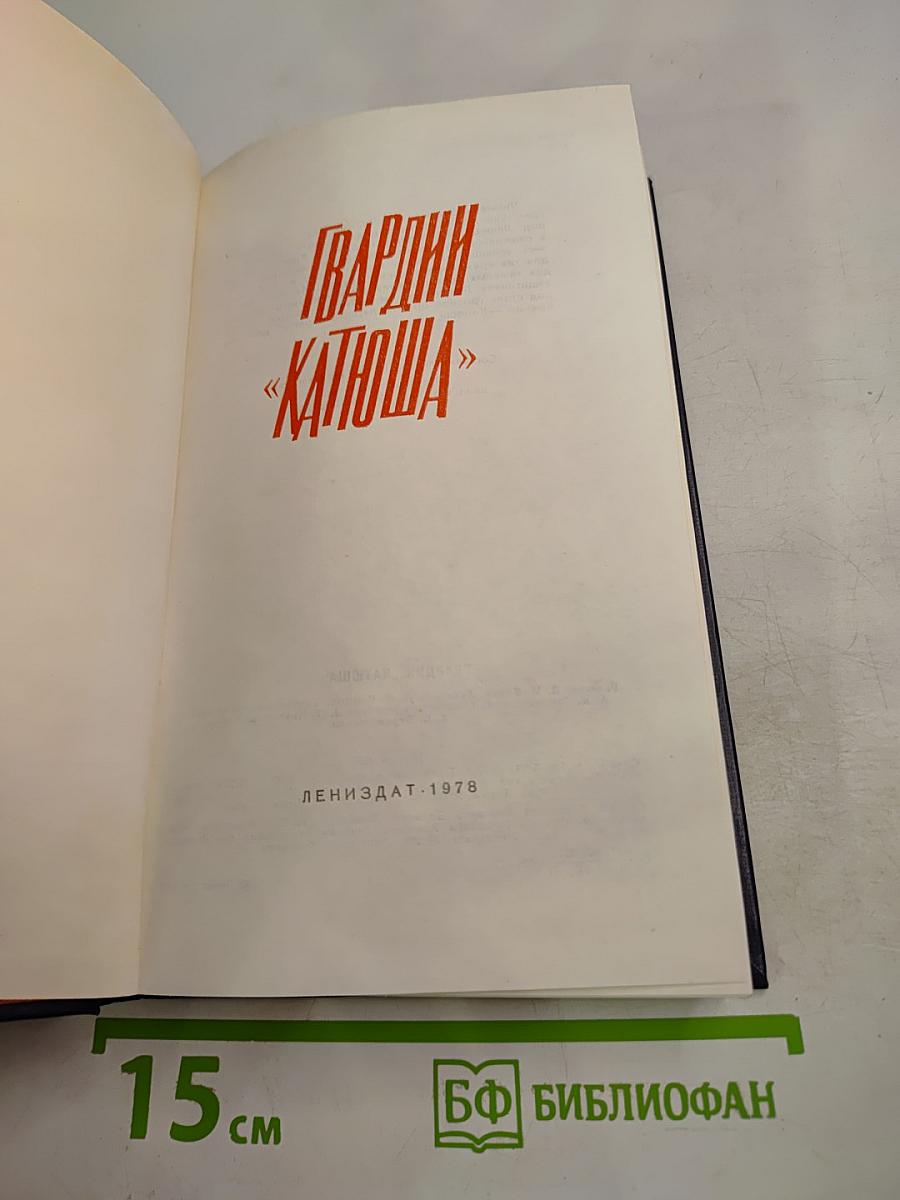 ГВАРДИИ
«КАТЮША»
ЛЕНИЗДАТ · 1978
15 см
БФ БИБЛИОФАН